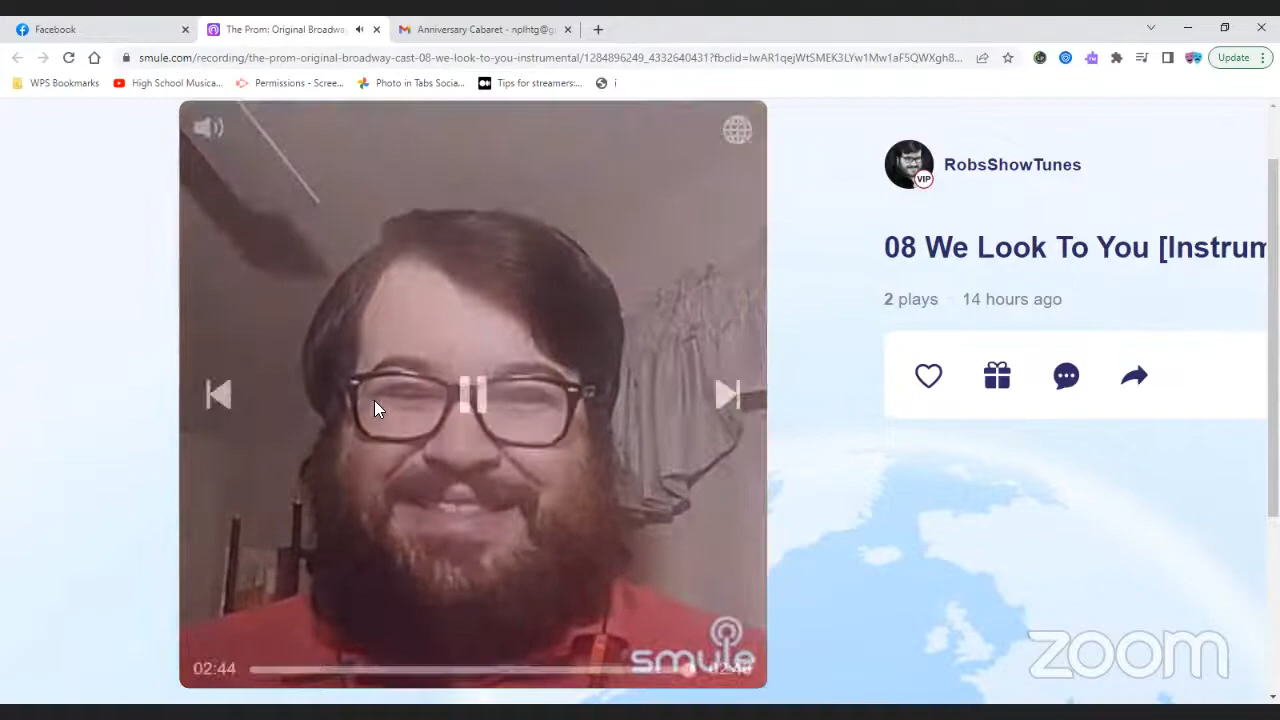 Facebook
The Prom: Original Broadwa
Anniversary Cabaret - nplhtg@g
smule.com/recording/the-prom-original-broadway-08-we-look-to-you-instrumental/1284896249_4332640431?fbclid=IwAR1qejWtSMEK3LYw1Mw1aF5QWXgh8...
Update
WPS Bookmarks
High School Musica...
Permissions - Scree...
Photo in Tabs Socia...
Tips for streamers:...
i
VIP
RobsShowTunes
08 We Look To You [Instrum
2 plays
14 hours ago
02:44
smule
zoom